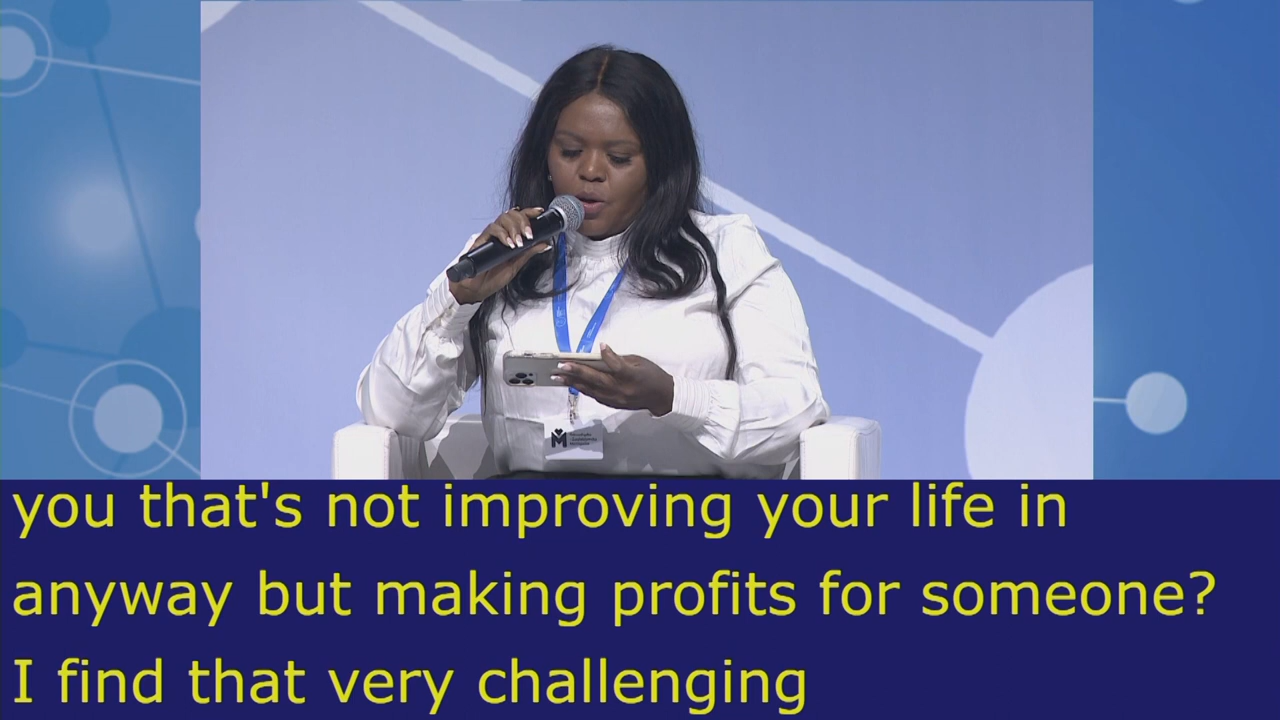 M
you that's not improving your life in
anyway but making profits for someone?
I find that very challenging